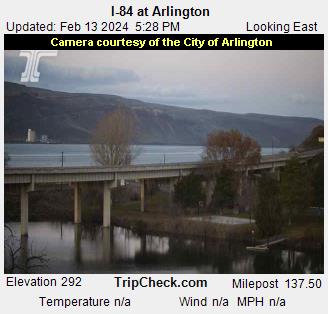 I-84 at Arlington
Updated: Feb 13 2024 5:28 PM Looking East
Camera courtesy of the City of Arlington
Elevation 292 TripCheck.com Milepost 137.50
Temperature n/a Wind n/a MPH n/a